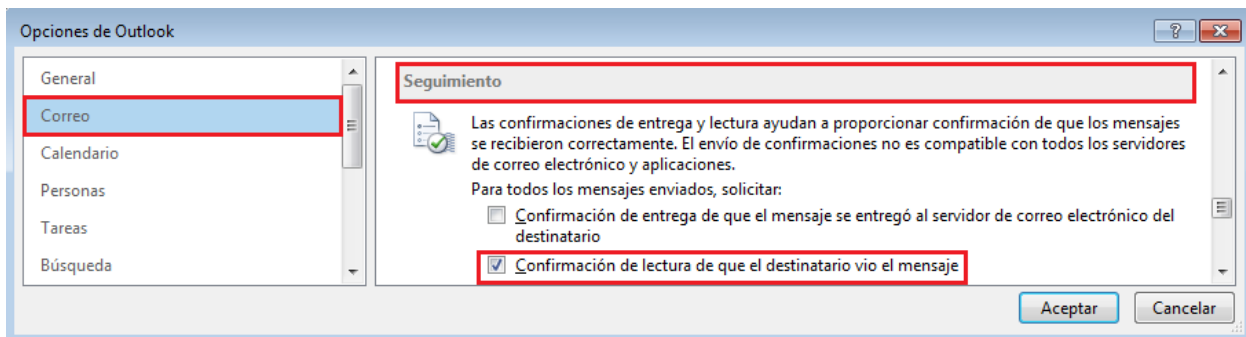 Opciones de Outlook
General
Correo
Calendario
Personas
Tareas
Búsqueda
Seguimiento
Las confirmaciones de entrega y lectura ayudan a proporcionar confirmación de que los mensajes
se recibieron correctamente. El envío de confirmaciones no es compatible con todos los servidores
de correo electrónico y aplicaciones.
Para todos los mensajes enviados, solicitar:
Confirmación de entrega de que el mensaje se entregó al servidor de correo electrónico del
destinatario
Confirmación de lectura de que el destinatario vio el mensaje
Aceptar
Cancelar